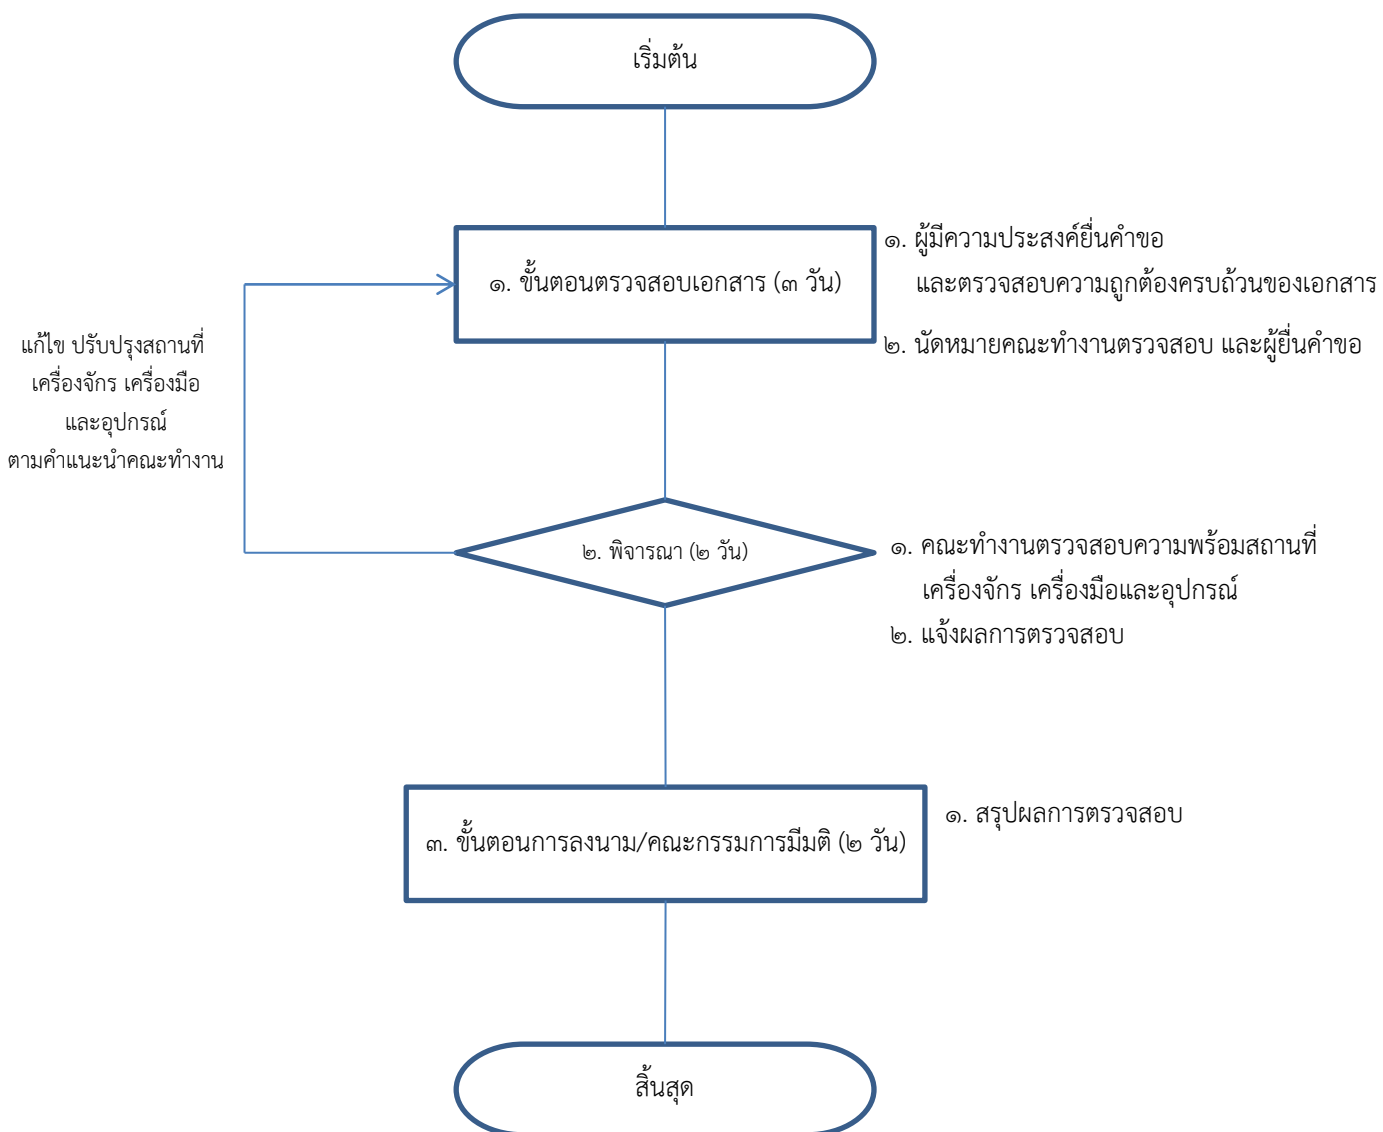 เริ่มต้น
๑. ขั้นตอนตรวจสอบเอกสาร (๓ วัน)
๑. ผู้มีความประสงค์ยื่นคำขอ
และตรวจสอบความถูกต้องครบถ้วนของเอกสาร
๒. นัดหมายคณะทำงานตรวจสอบ และผู้ยื่นคำขอ
แก้ไข ปรับปรุงสถานที่
เครื่องจักร เครื่องมือ
และอุปกรณ์
ตามคำแนะนำคณะทำงาน
๒. พิจารณา (๒ วัน)
๑. คณะทำงานตรวจสอบความพร้อมสถานที่
เครื่องจักร เครื่องมือและอุปกรณ์
๒. แจ้งผลการตรวจสอบ
๓. ขั้นตอนการลงนาม/คณะกรรมการมีมติ (๒ วัน)
๑. สรุปผลการตรวจสอบ
สิ้นสุด